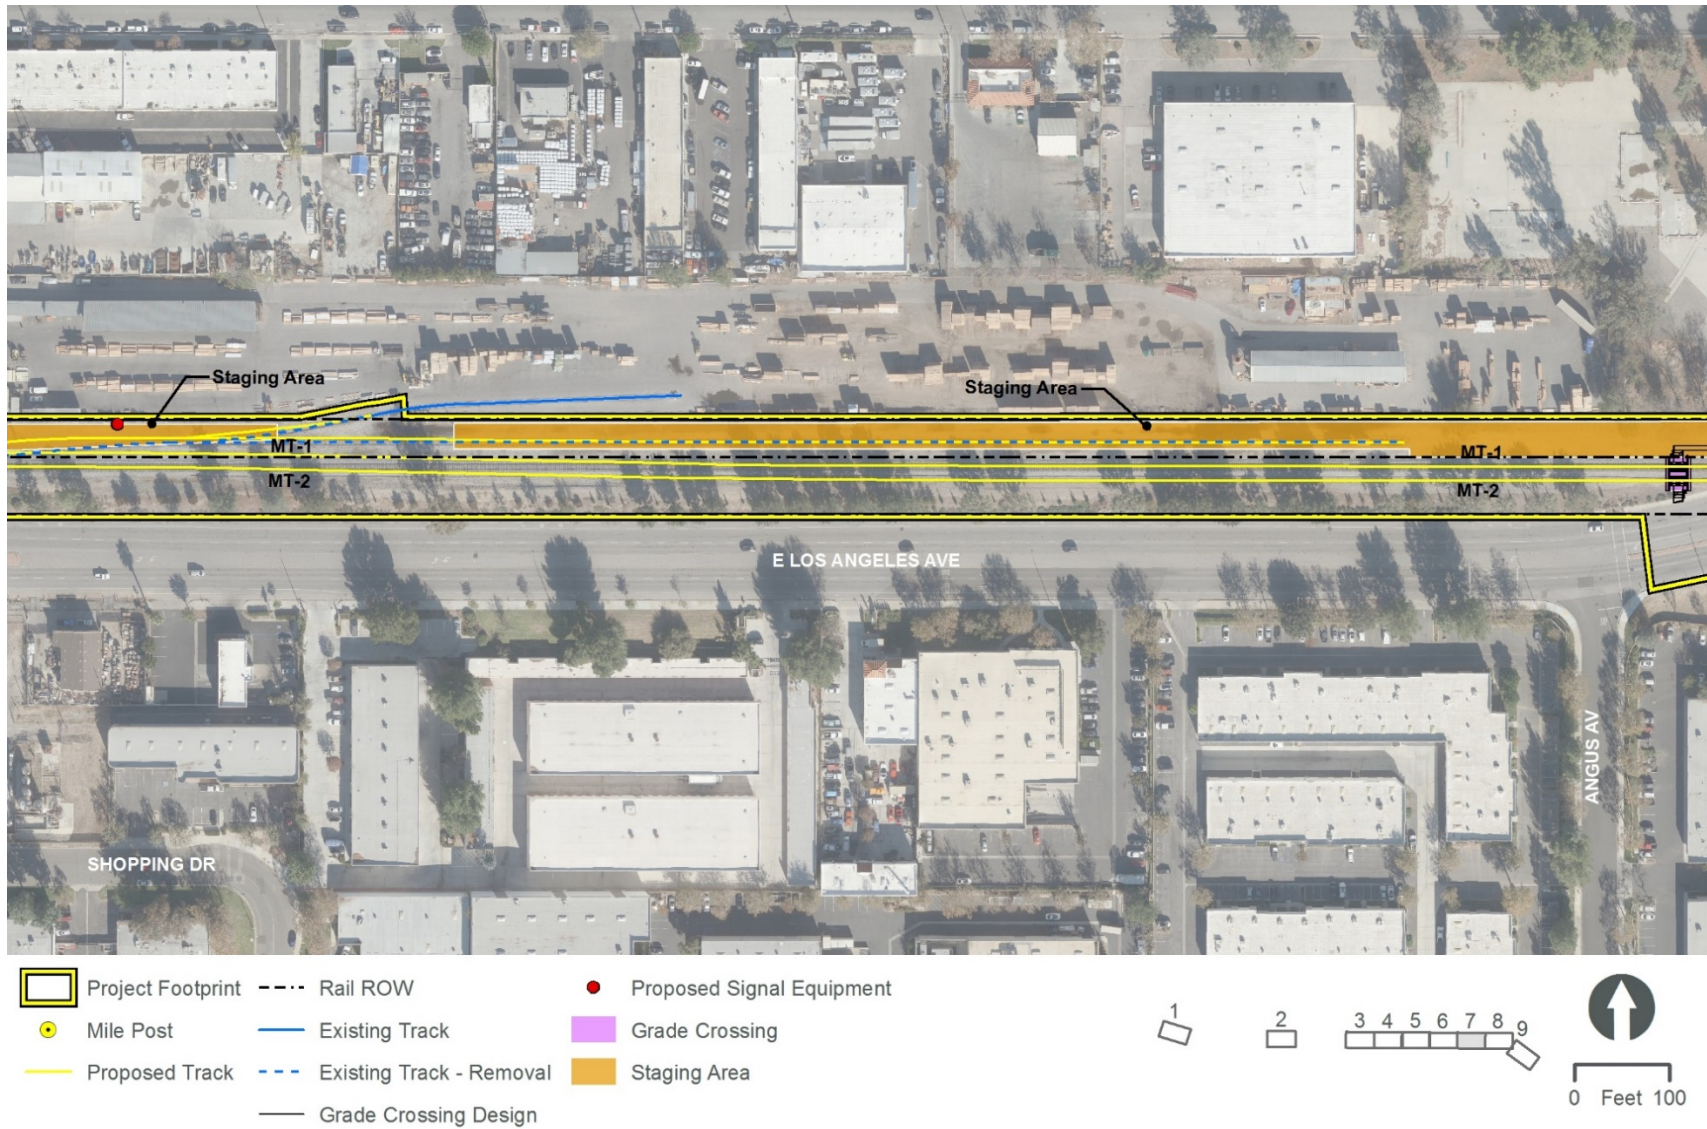 Staging Area
Staging Area
MT-1
MT-1
MT-2
MT-2
E LOS ANGELES AVE
ANGUS AV
SHOPPING DR
Project Footprint
Rail ROW
Proposed Signal Equipment
Mile Post
Existing Track
Grade Crossing
Proposed Track
Existing Track - Removal
Staging Area
Grade Crossing Design
1
2
3 4 5 6 7 8 9
0 Feet 100